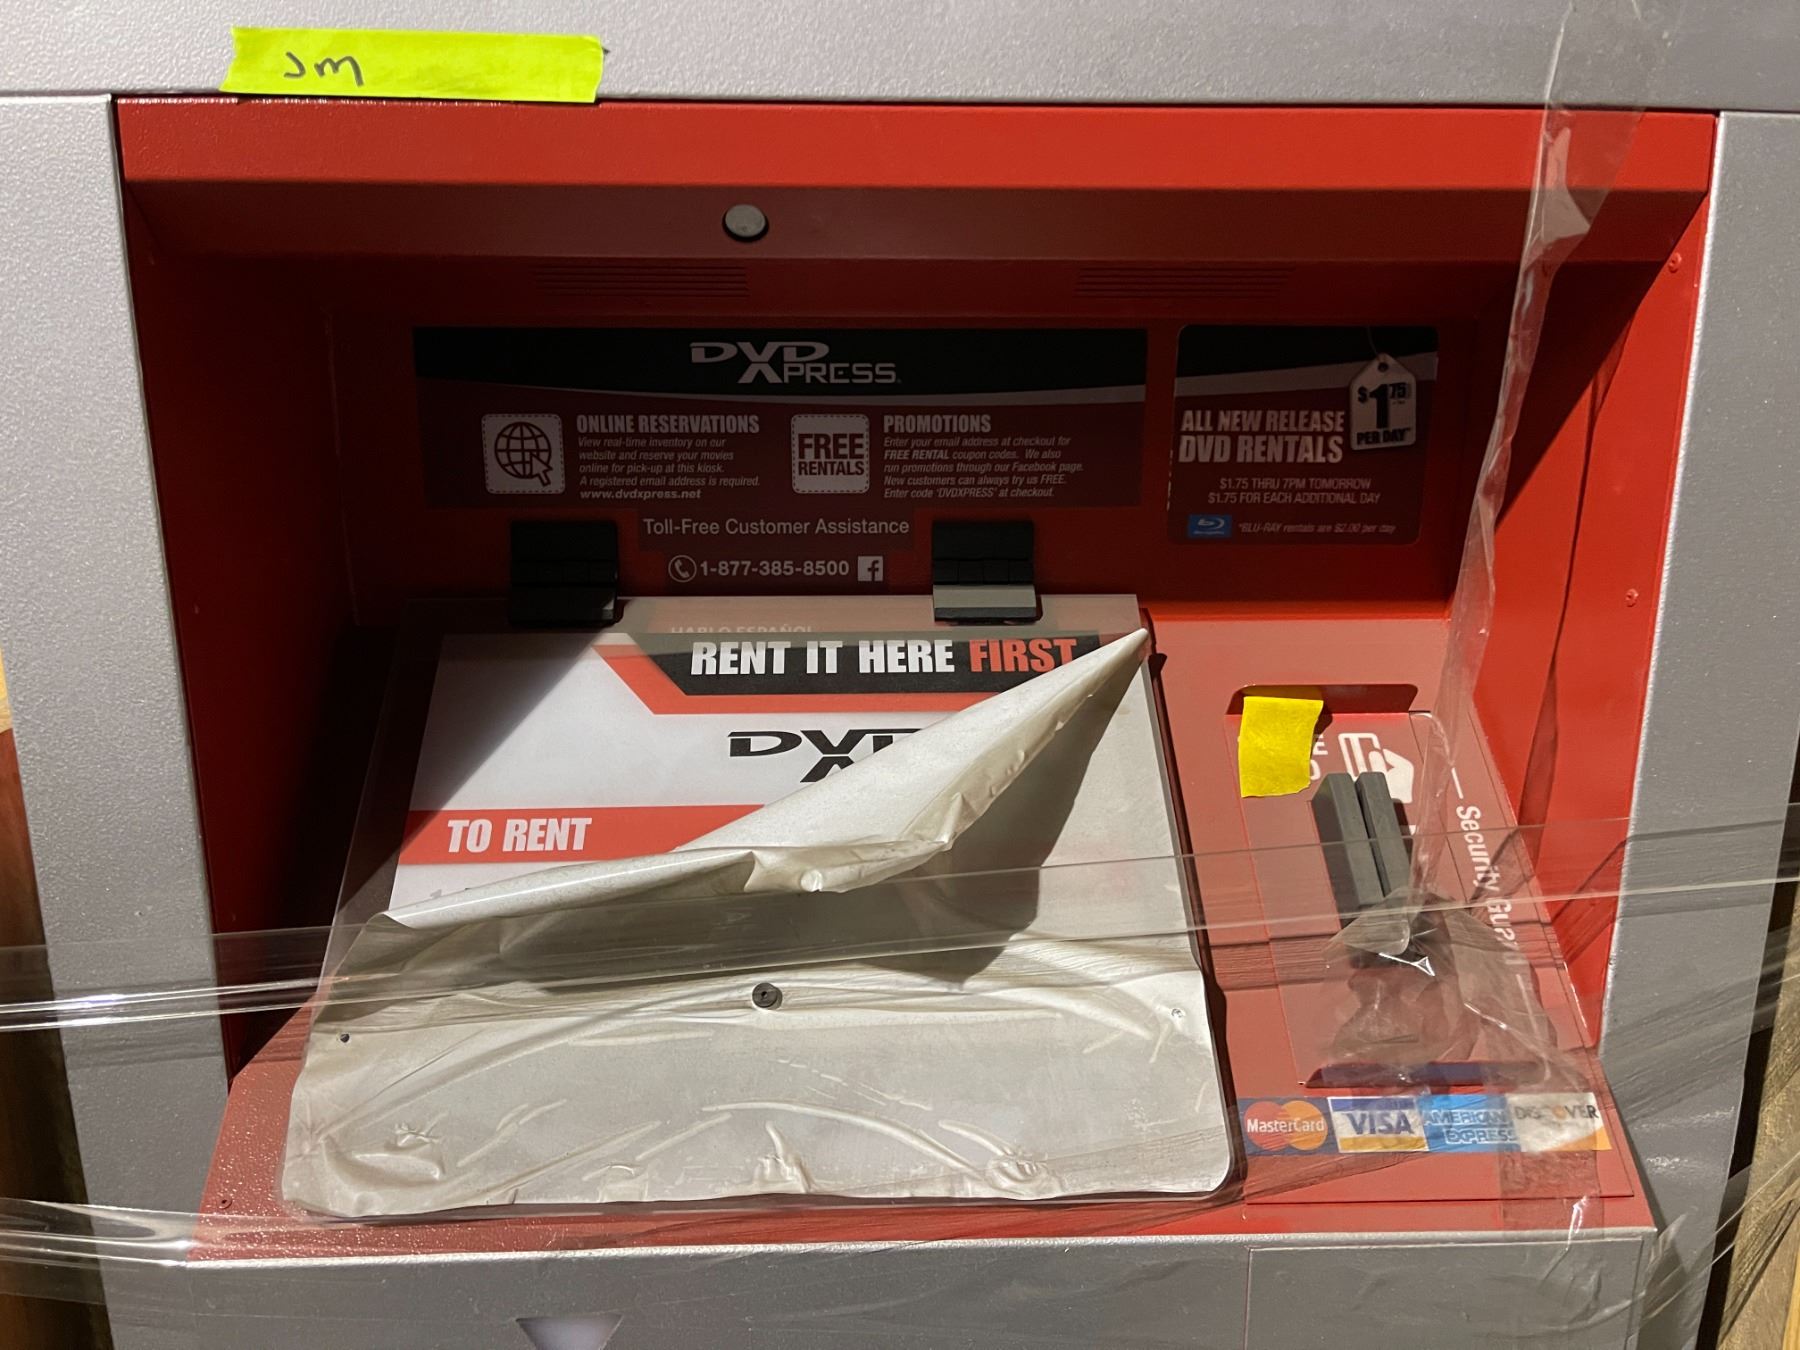 Jm
DVD
XPRESS
ONLINE RESERVATIONS
View real-time inventory on our
website and reserve your movies
online for pick-up at this kiosk.
A registered email address is required.
www.dvdxpress.net
FREE
RENTALS
PROMOTIONS
Enter your email address at checkout for
FREE RENTAL coupon codes. We also
run promotions through our Facebook page.
New customers can always try us FREE.
Enter code 'DVDXPRESS' at checkout.
$1.75
PER DAY*
ALL NEW RELEASE
DVD RENTALS
$1.75 THRU 7PM TOMORROW
$1.75 FOR EACH ADDITIONAL DAY
*BLU-RAY rentals are $2.00 per day
Toll-Free Customer Assistance
1-877-385-8500 f
HABLO ESPAÑOL
RENT IT HERE FIRST
TO RENT
Security
MasterCard
VISA
AMERICAN
EXPRESS
DISCOVER